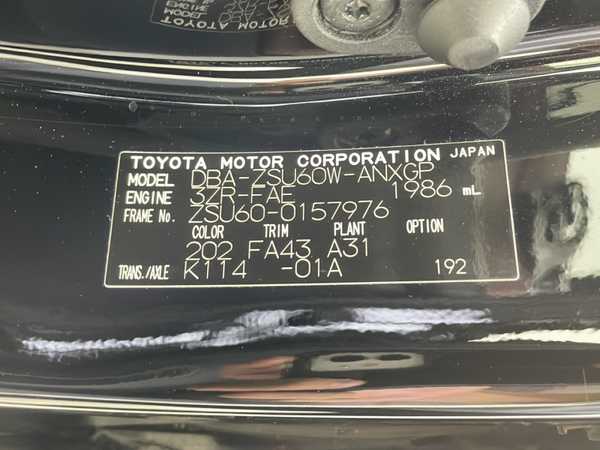 TOYOTA MOTOR CORPORATION JAPAN
MODEL DBA-ZSU60W-ANXGP
ENGINE 3ZR-FAE 1986 mL
FRAME No. ZSU60-0157976
COLOR TRIM PLANT OPTION
202 FA43 A31
TRANS./AXLE K114 -01A 192